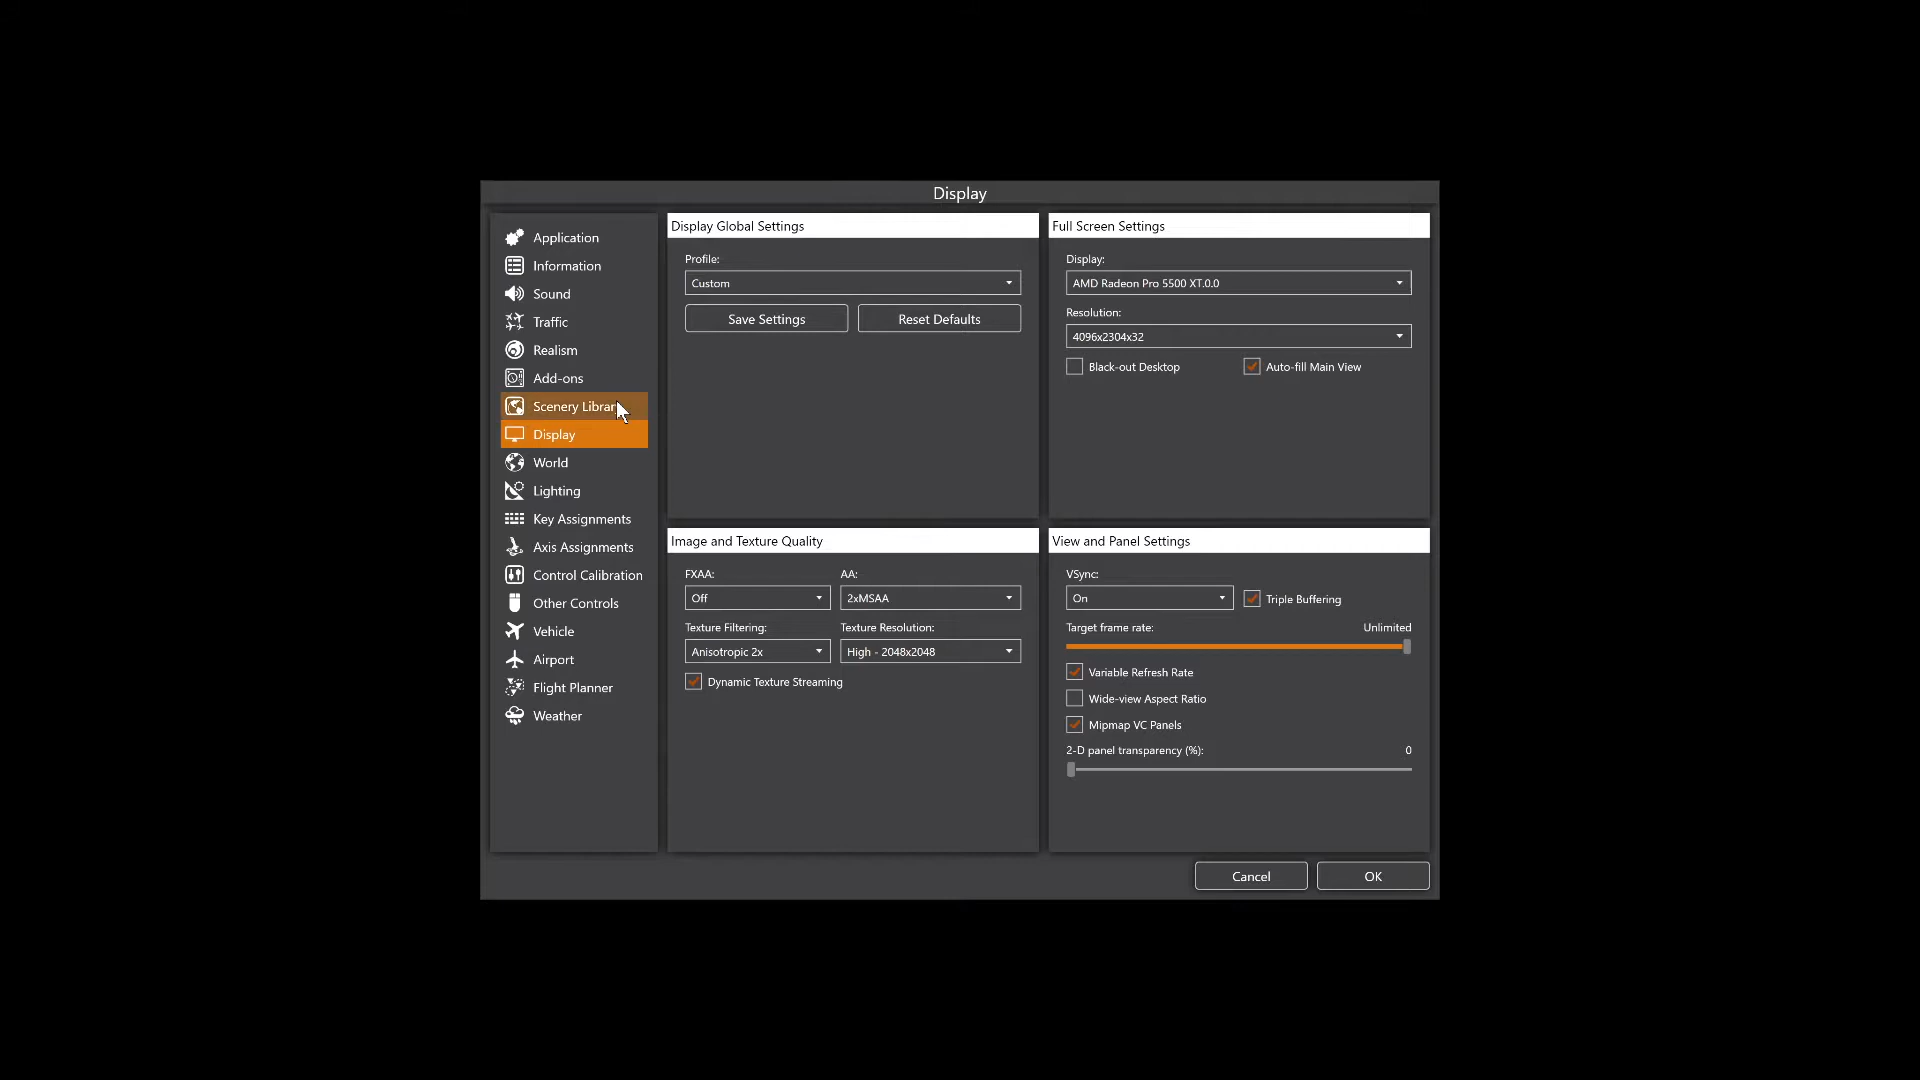 Display
Application
Information
Sound
Traffic
Realism
Add-ons
Scenery Librar
Display
World
Lighting
Key Assignments
Axis Assignments
Control Calibration
Other Controls
Vehicle
Airport
Flight Planner
Weather
Display Global Settings
Profile:
Custom
Save Settings
Reset Defaults
Full Screen Settings
Display:
AMD Radeon Pro 5500 XT.0.0
Resolution:
4096x2304x32
Black-out Desktop
Auto-fill Main View
Image and Texture Quality
FXAA: AA:
Off 2xMSAA
Texture Filtering: Texture Resolution:
Anisotropic 2x High - 2048x2048
Dynamic Texture Streaming
View and Panel Settings
VSync:
On Triple Buffering
Target frame rate: Unlimited
Variable Refresh Rate
Wide-view Aspect Ratio
Mipmap VC Panels
2-D panel transparency (%): 0
Cancel OK